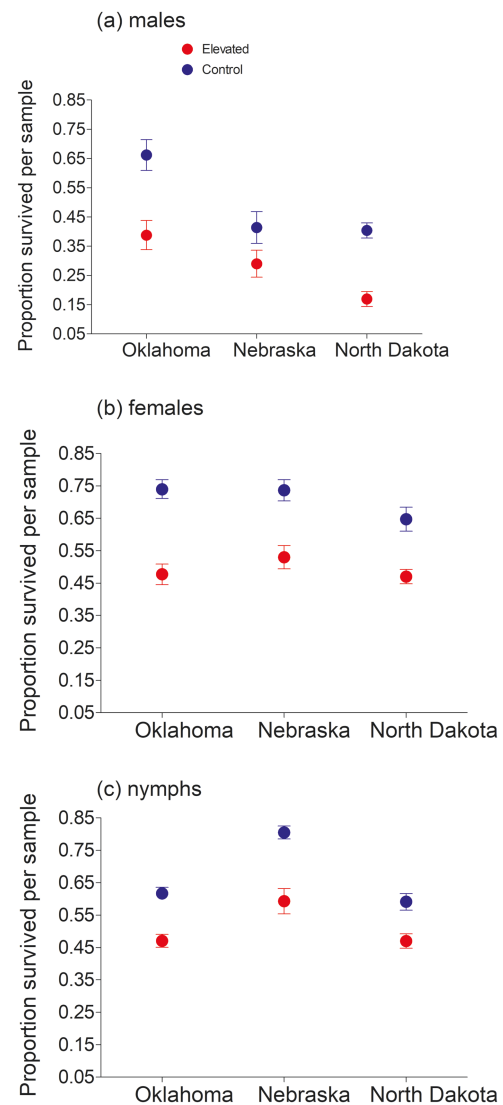 (a) males
Elevated
Control
Proportion survived per sample
0.85
0.75
0.65
0.55
0.45
0.35
0.25
0.15
0.05
Oklahoma Nebraska North Dakota
(b) females
Proportion survived per sample
0.85
0.75
0.65
0.55
0.45
0.35
0.25
0.15
0.05
Oklahoma Nebraska North Dakota
(c) nymphs
Proportion survived per sample
0.85
0.75
0.65
0.55
0.45
0.35
0.25
0.15
0.05
Oklahoma Nebraska North Dakota